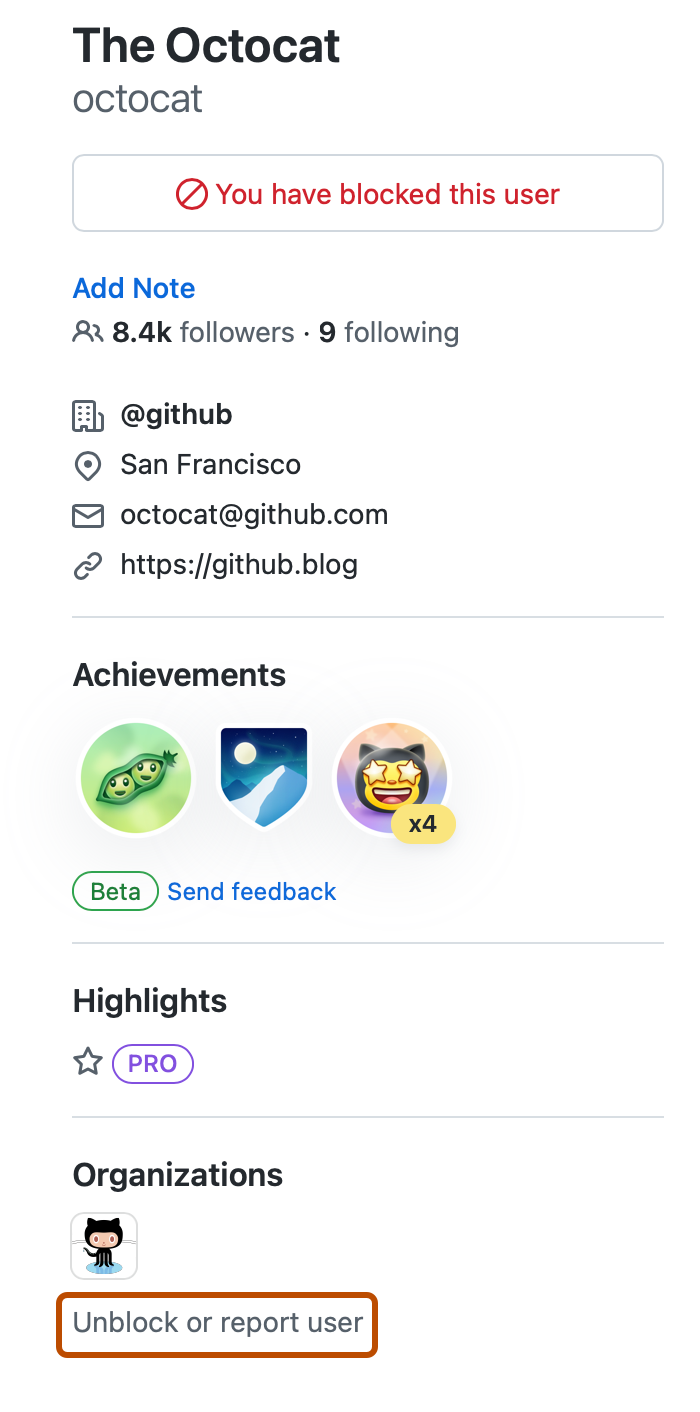 The Octocat
octocat
You have blocked this user
Add Note
8.4k followers · 9 following
@github
San Francisco
octocat@github.com
https://github.blog
Achievements
x4
Beta Send feedback
Highlights
PRO
Organizations
Unblock or report user